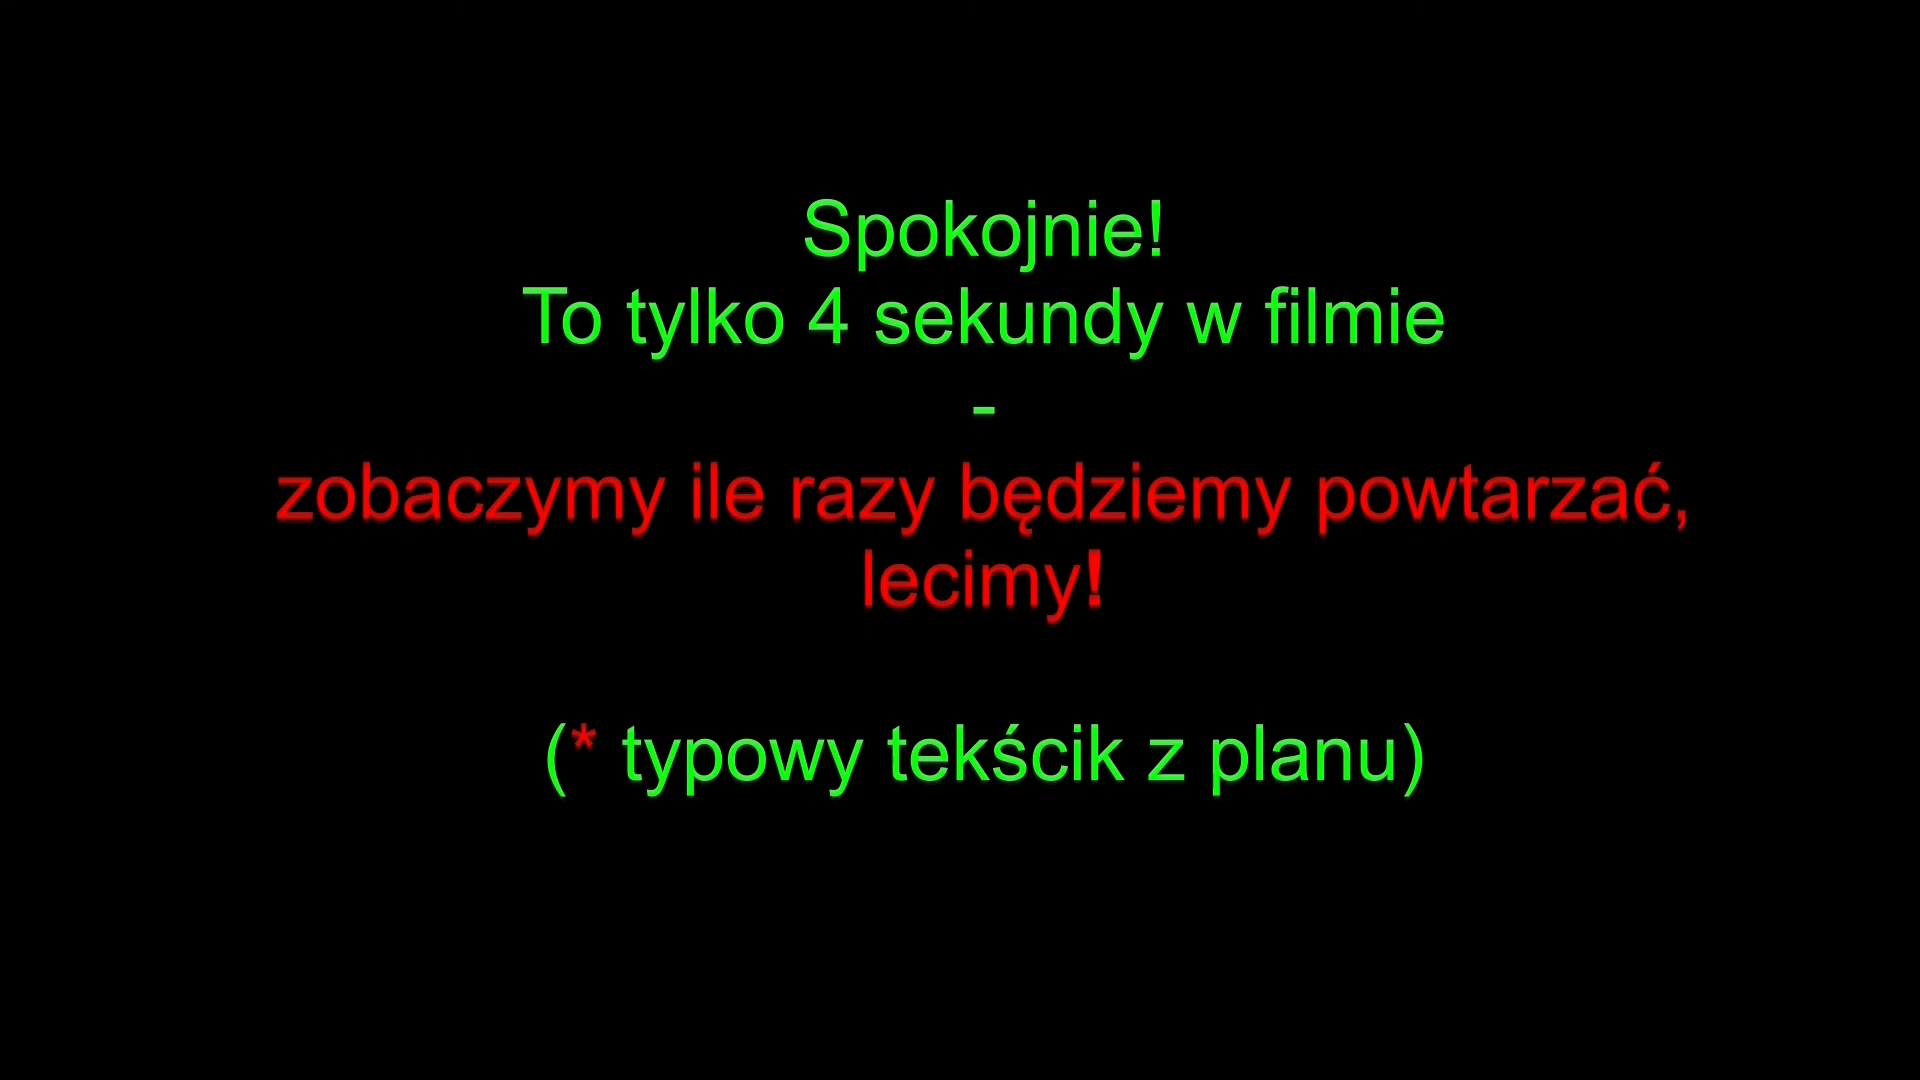 Spokojnie!
To tylko 4 sekundy w filmie
-
zobaczymy ile razy będziemy powtarzać,
lecimy!
(* typowy tekścik z planu)